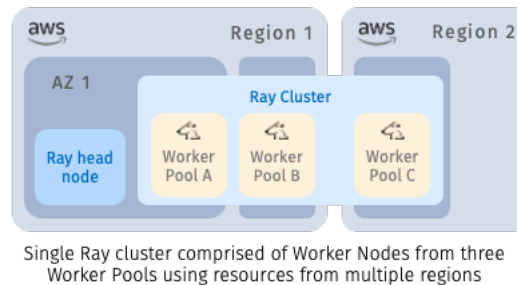 aws
Region 1
aws
Region 2
AZ 1
Ray Cluster
Ray head
node
Worker
Pool A
Worker
Pool B
Worker
Pool C
Single Ray cluster comprised of Worker Nodes from three
Worker Pools using resources from multiple regions